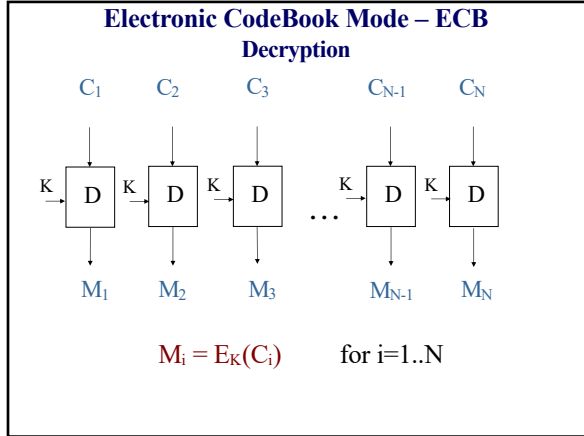 Electronic CodeBook Mode – ECB
Decryption
C1 C2 C3 CN-1 CN
K D K D K D … K D K D
M1 M2 M3 MN-1 MN
Mi = EK(Ci) for i=1..N